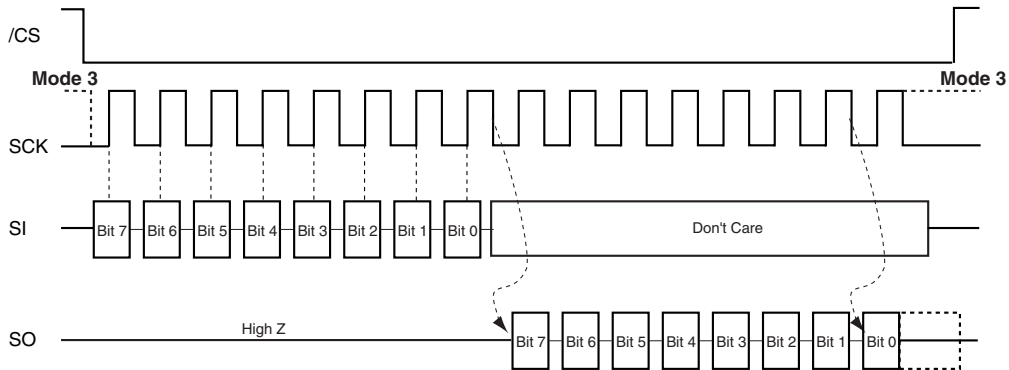 /CS
Mode 3 Mode 3
SCK
SI Bit 7 Bit 6 Bit 5 Bit 4 Bit 3 Bit 2 Bit 1 Bit 0 Don't Care
High Z
SO Bit 7 Bit 6 Bit 5 Bit 4 Bit 3 Bit 2 Bit 1 Bit 0